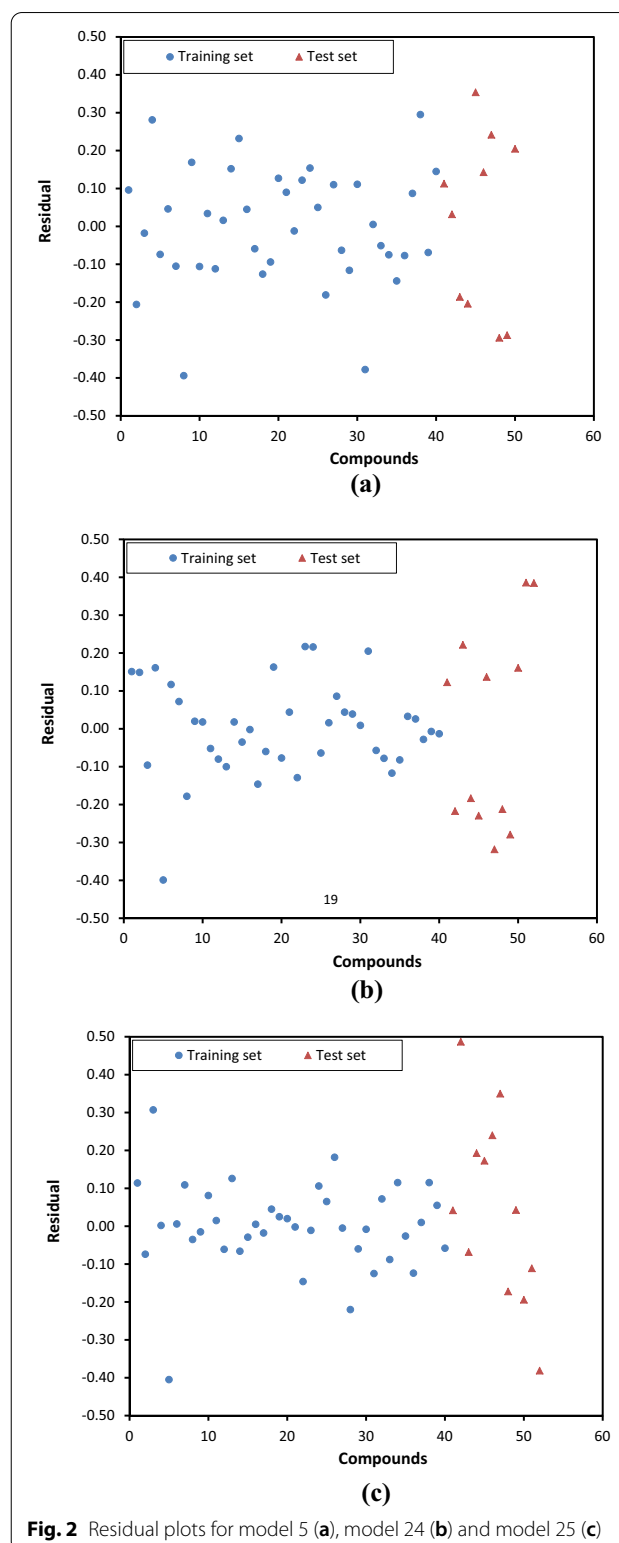 0.50
Training set Test set
0.40
0.30
0.20
0.10
Residual
0.00
-0.10
-0.20
-0.30
-0.40
-0.50
0 10 20 30 40 50 60
Compounds
(a)
0.50
Training set Test set
0.40
0.30
0.20
0.10
Residual
0.00
-0.10
-0.20
-0.30
-0.40
19
-0.50
0 10 20 30 40 50 60
Compounds
(b)
0.50
Training set Test set
0.40
0.30
0.20
0.10
Residual
0.00
-0.10
-0.20
-0.30
-0.40
-0.50
0 10 20 30 40 50 60
Compounds
(c)
Fig. 2 Residual plots for model 5 (a), model 24 (b) and model 25 (c)